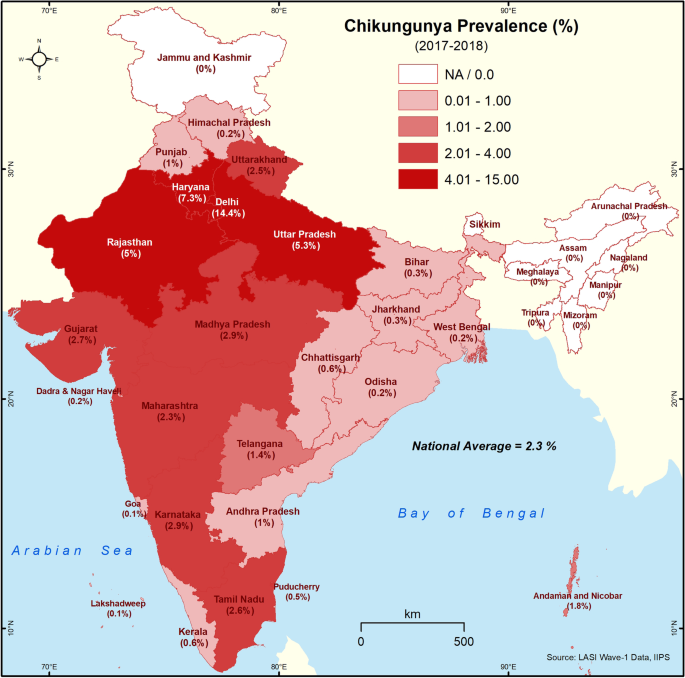 70°E
80°E
90°E
N
W E
S
Chikungunya Prevalence (%)
(2017-2018)
NA / 0.0
0.01 - 1.00
1.01 - 2.00
2.01 - 4.00
4.01 - 15.00
Jammu and Kashmir
(0%)
Himachal Pradesh
(0.2%)
Punjab
(1%)
Uttarakhand
(2.5%)
30°N
30°N
Haryana
(7.3%)
Delhi
(14.4%)
Rajasthan
(5%)
Uttar Pradesh
(5.3%)
Sikkim
Arunachal Pradesh
(0%)
Assam
(0%)
Nagaland
(0%)
Meghalaya
(0%)
Manipur
(0%)
Tripura
(0%)
Mizoram
(0%)
Bihar
(0.3%)
Jharkhand
(0.3%)
West Bengal
(0.2%)
Gujarat
(2.7%)
Madhya Pradesh
(2.9%)
Chhattisgarh
(0.6%)
Odisha
(0.2%)
Dadra & Nagar Haveli
(0.2%)
20°N
20°N
Maharashtra
(2.3%)
Telangana
(1.4%)
National Average = 2.3 %
Goa
(0.1%)
Karnataka
(2.9%)
Andhra Pradesh
(1%)
Bay of Bengal
Arabian Sea
Lakshadweep
(0.1%)
Puducherry
(0.5%)
Tamil Nadu
(2.6%)
Andaman and Nicobar
(1.8%)
Kerala
(0.6%)
km
0 500
10°N
10°N
Source: LASI Wave-1 Data, IIPS
70°E
80°E
90°E